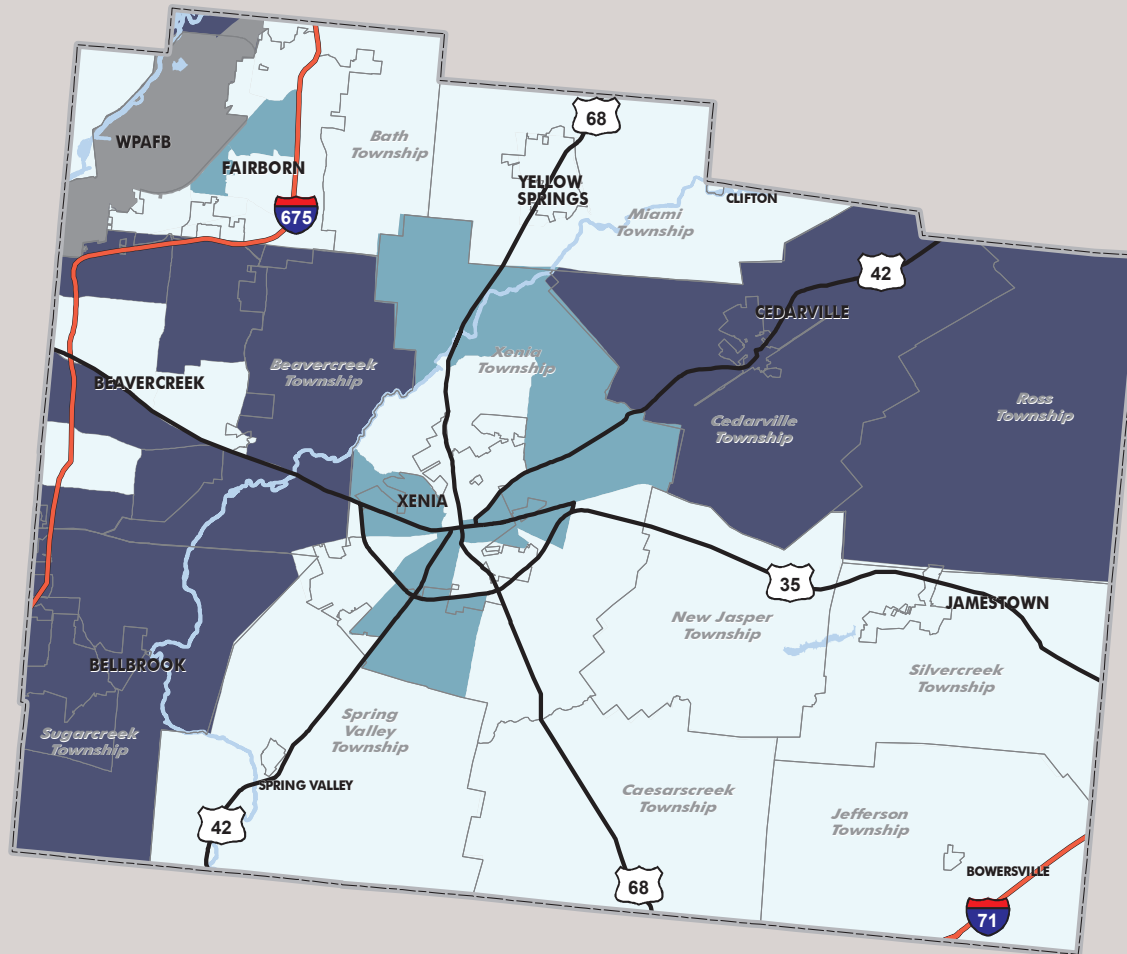 68
WPAFB
Bath
Township
FAIRBORN
YELLOW
SPRINGS
CLIFTON
675
Miami
Township
42
CEDARVILLE
Xenia
Township
Beavercreek
Township
BEAVERCREEK
Ross
Township
Cedarville
Township
XENIA
35
JAMESTOWN
New Jasper
Township
BELLBROOK
Silvercreek
Township
Spring
Valley
Township
Sugarcreek
Township
SPRING VALLEY
Caesarscreek
Township
42
Jefferson
Township
BOWERSVILLE
68
71